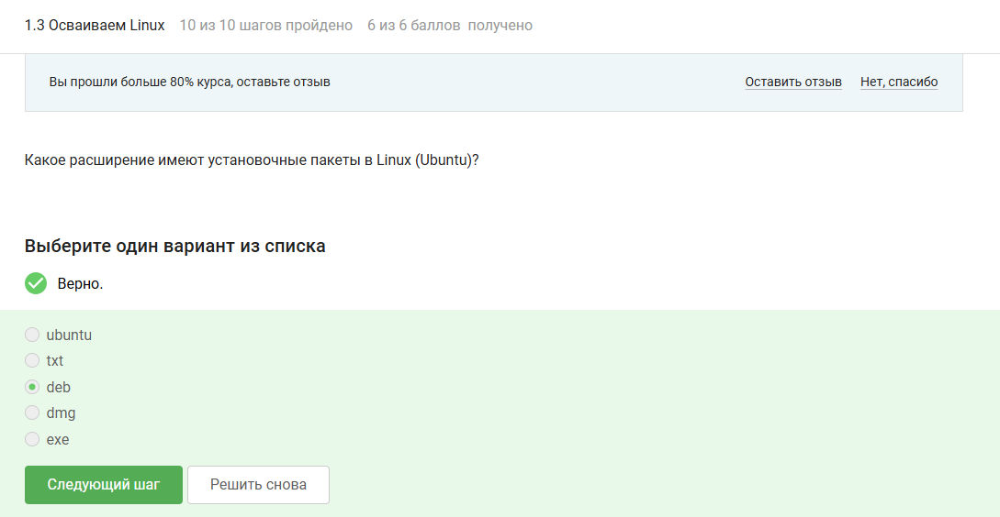 1.3 Осваиваем Linux 10 из 10 шагов пройдено 6 из 6 баллов получено
Вы прошли больше 80% курса, оставьте отзыв Оставить отзыв Нет, спасибо
Какое расширение имеют установочные пакеты в Linux (Ubuntu)?
Выберите один вариант из списка
Верно.
ubuntu
txt
deb
dmg
exe
Следующий шаг Решить снова